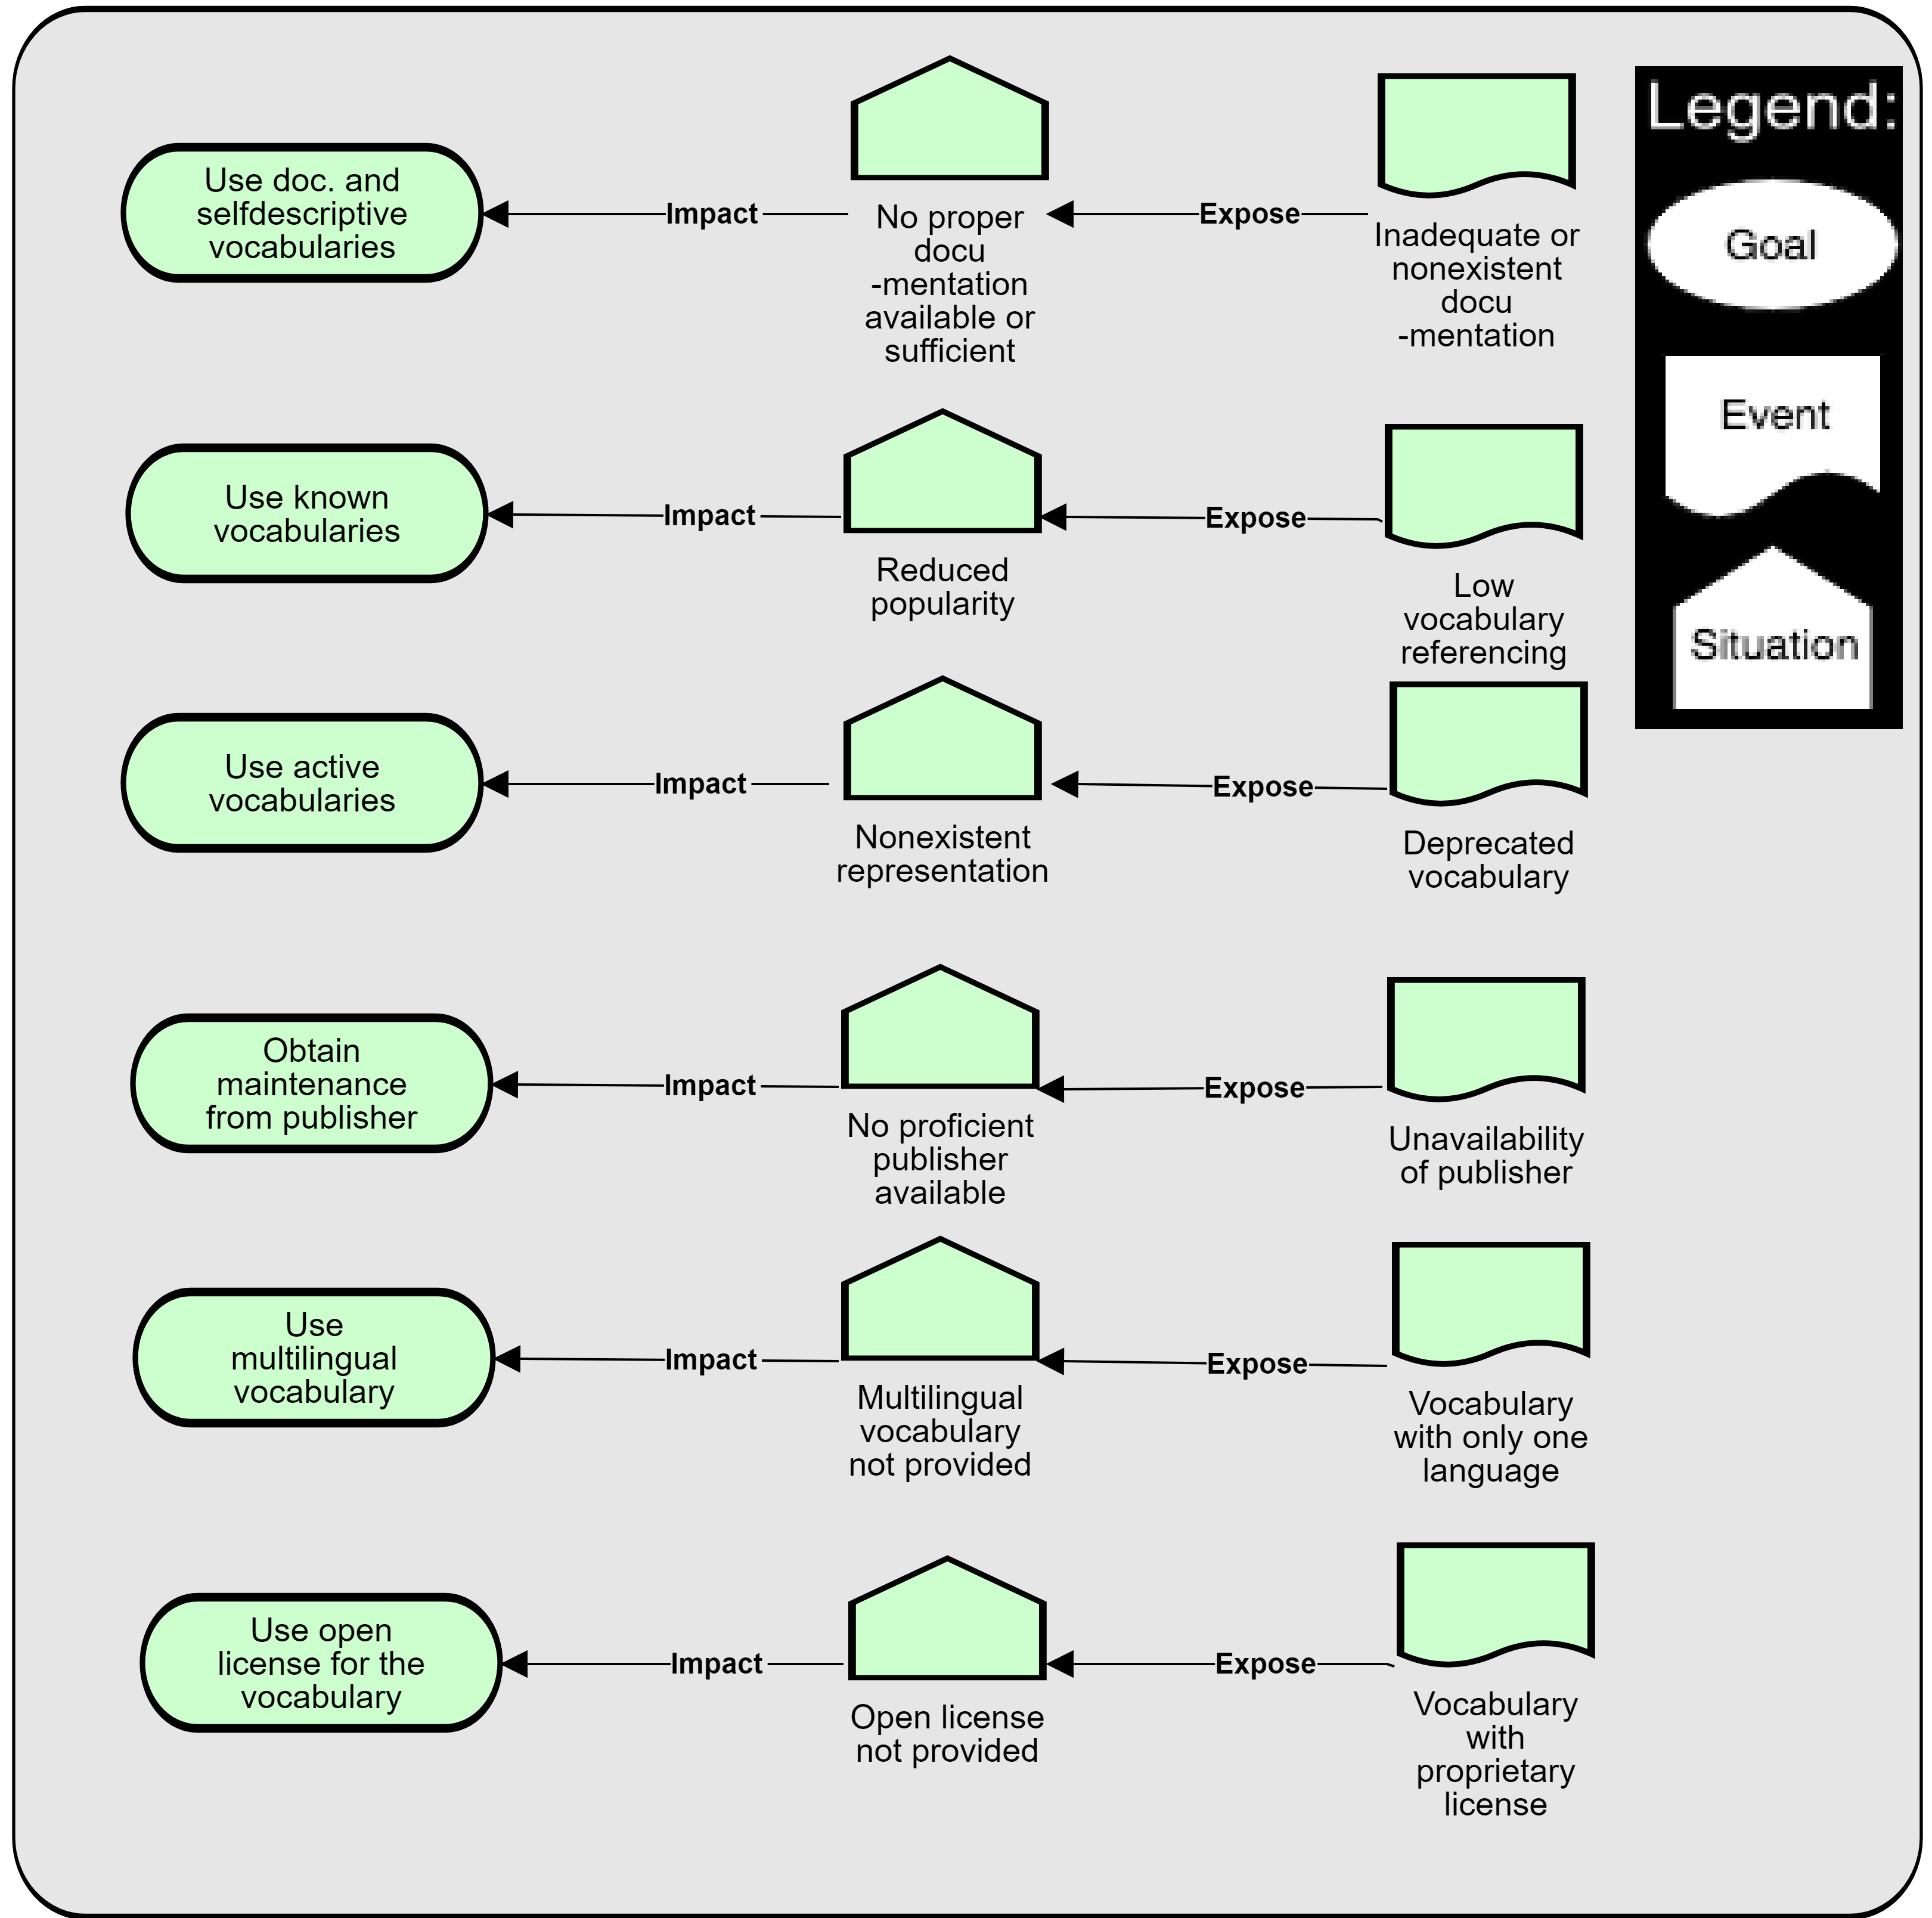 Legend:
Goal
Event
Situation
Use doc. and
selfdescriptive
vocabularies
Impact
No proper
docu
-mentation
available or
sufficient
Expose
Inadequate or
nonexistent
docu
-mentation
Use known
vocabularies
Impact
Reduced
popularity
Expose
Low
vocabulary
referencing
Use active
vocabularies
Impact
Nonexistent
representation
Expose
Deprecated
vocabulary
Obtain
maintenance
from publisher
Impact
No proficient
publisher
available
Expose
Unavailability
of publisher
Use
multilingual
vocabulary
Impact
Multilingual
vocabulary
not provided
Expose
Vocabulary
with only one
language
Use open
license for the
vocabulary
Impact
Open license
not provided
Expose
Vocabulary
with
proprietary
license